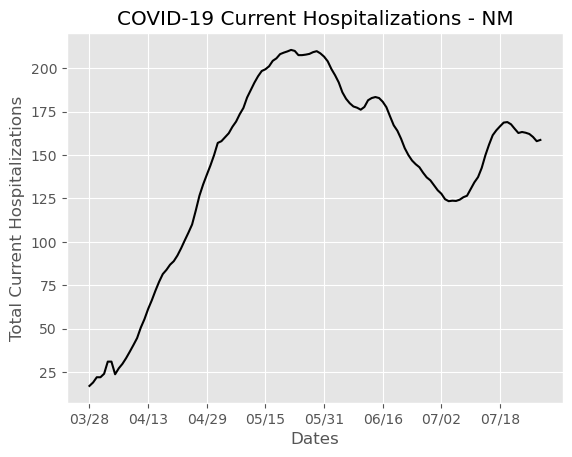 COVID-19 Current Hospitalizations - NM
Total Current Hospitalizations
200
175
150
125
100
75
50
25
03/28 04/13 04/29 05/15 05/31 06/16 07/02 07/18
Dates